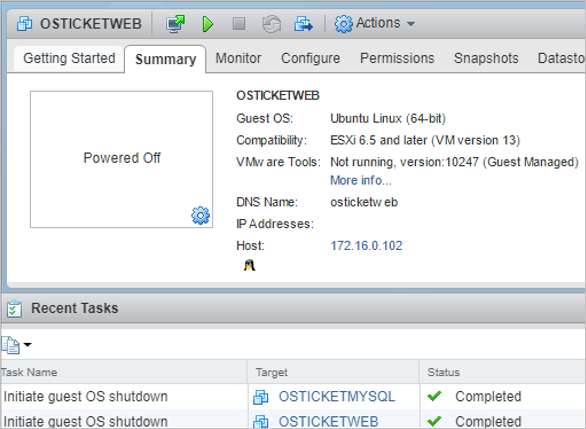 OSTICKETWEB Actions
Getting Started Summary Monitor Configure Permissions Snapshots Datasto
OSTICKETWEB
Guest OS: Ubuntu Linux (64-bit)
Compatibility: ESXi 6.5 and later (VM version 13)
Powered Off
VMware Tools: Not running, version:10247 (Guest Managed)
More info...
DNS Name: osticketweb
IP Addresses:
Host: 172.16.0.102
Recent Tasks
Task Name Target Status
Initiate guest OS shutdown OSTICKETMYSQL Completed
Initiate guest OS shutdown OSTICKETWEB Completed